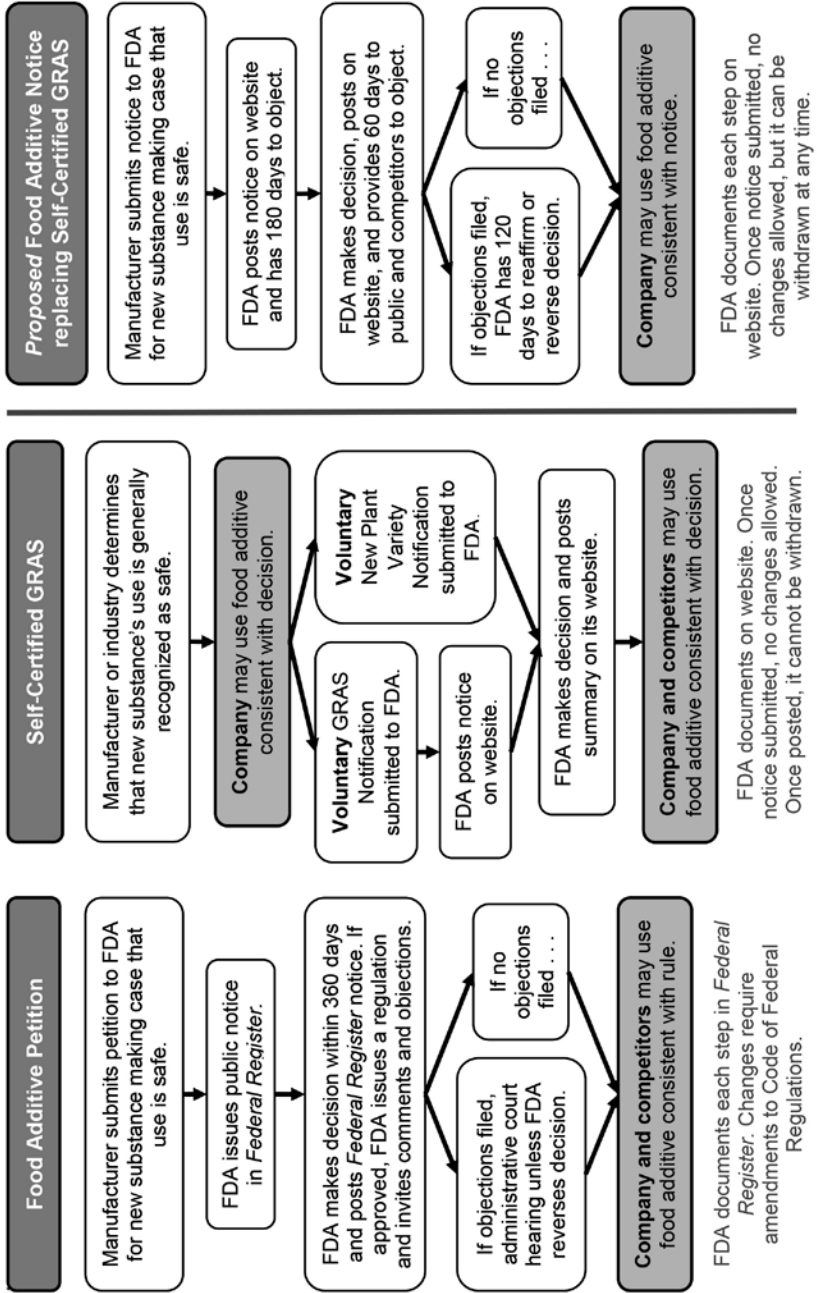 Food Additive Petition
Manufacturer submits petition to FDA
for new substance making case that
use is safe.
FDA issues public notice
in Federal Register.
FDA makes decision within 360 days
and posts Federal Register notice. If
approved, FDA issues a regulation
and invites comments and objections.
If objections filed,
administrative court
hearing unless FDA
reverses decision.
If no
objections
filed . . .
Company and competitors may use
food additive consistent with rule.
FDA documents each step in Federal
Register. Changes require
amendments to Code of Federal
Regulations.
Self-Certified GRAS
Manufacturer or industry determines
that new substance's use is generally
recognized as safe.
Company may use food additive
consistent with decision.
Voluntary GRAS
Notification
submitted to FDA.
FDA posts notice
on website.
Voluntary
New Plant
Variety
Notification
submitted to
FDA.
FDA makes decision and posts
summary on its website.
Company and competitors may use
food additive consistent with decision.
FDA documents on website. Once
notice submitted, no changes allowed.
Once posted, it cannot be withdrawn.
Proposed Food Additive Notice
replacing Self-Certified GRAS
Manufacturer submits notice to FDA
for new substance making case that
use is safe.
FDA posts notice on website
and has 180 days to object.
FDA makes decision, posts on
website, and provides 60 days to
public and competitors to object.
If objections filed,
FDA has 120
days to reaffirm or
reverse decision.
If no
objections
filed . . .
Company may use food additive
consistent with notice.
FDA documents each step on
website. Once notice submitted, no
changes allowed, but it can be
withdrawn at any time.